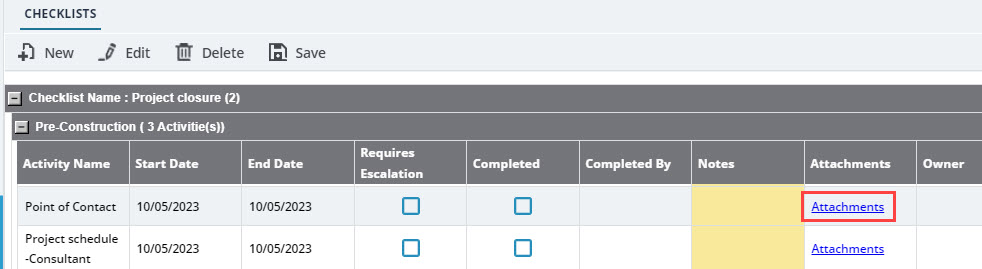 CHECKLISTS
New Edit Delete Save
Checklist Name : Project closure (2)
Pre-Construction ( 3 Activitie(s))
Activity Name Start Date End Date Requires Escalation Completed Completed By Notes Attachments Owner
Point of Contact 10/05/2023 10/05/2023 Attachments
Project schedule
-Consultant 10/05/2023 10/05/2023 Attachments